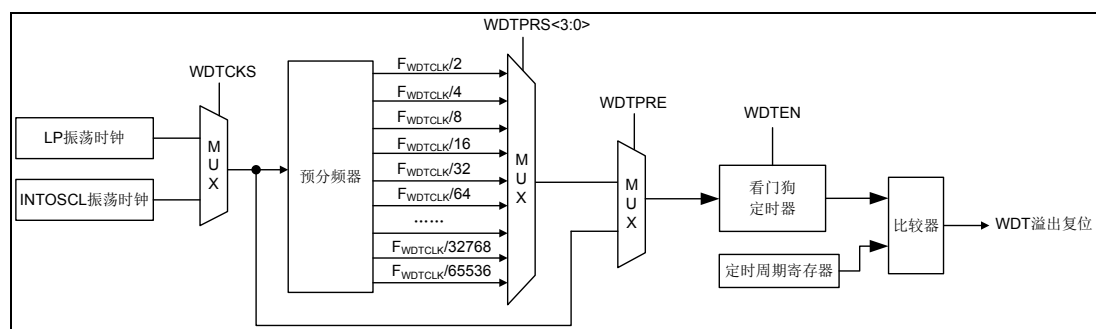 WDTPRS<3:0>
WDTCKS
LP振荡时钟
INTOSCL振荡时钟
MUX
预分频器
FWDTCLK/2
FWDTCLK/4
FWDTCLK/8
FWDTCLK/16
FWDTCLK/32
FWDTCLK/64
……
FWDTCLK/32768
FWDTCLK/65536
MUX
WDTPRE
MUX
WDTEN
看门狗
定时器
定时周期寄存器
比较器
WDT溢出复位